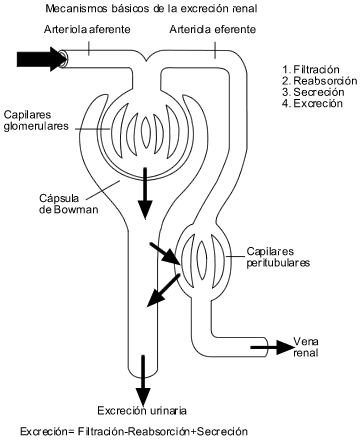 Mecanismos básicos de la excreción renal
Arteriola aferente
Arteriola eferente
1. Filtración
2. Reabsorción
3. Secreción
4. Excreción
Capilares
glomerulares
Cápsula
de Bowman
Capilares
peritubulares
Vena
renal
Excreción urinaria
Excreción= Filtración-Reabsorción+Secreción